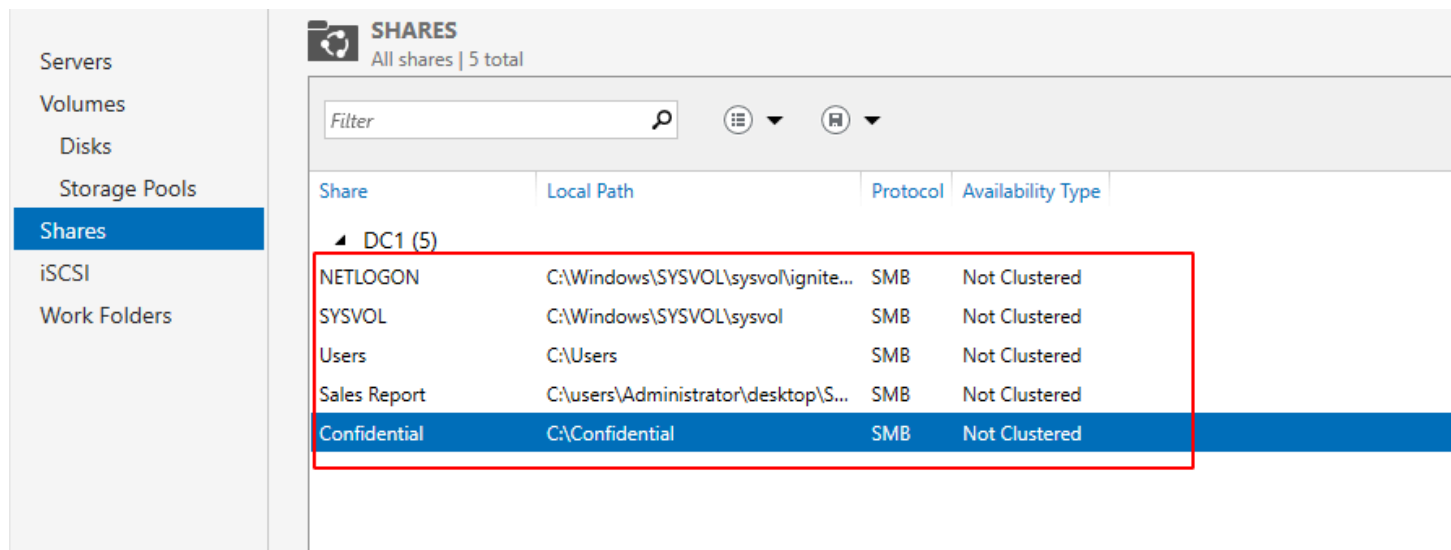 Servers
Volumes
Disks
Storage Pools
Shares
iSCSI
Work Folders
SHARES
All shares | 5 total
Filter
Share Local Path Protocol Availability Type
DC1 (5)
NETLOGON C:\Windows\SYSVOL\sysvol\ignite... SMB Not Clustered
SYSVOL C:\Windows\SYSVOL\sysvol SMB Not Clustered
Users C:\Users SMB Not Clustered
Sales Report C:\users\Administrator\desktop\S... SMB Not Clustered
Confidential C:\Confidential SMB Not Clustered